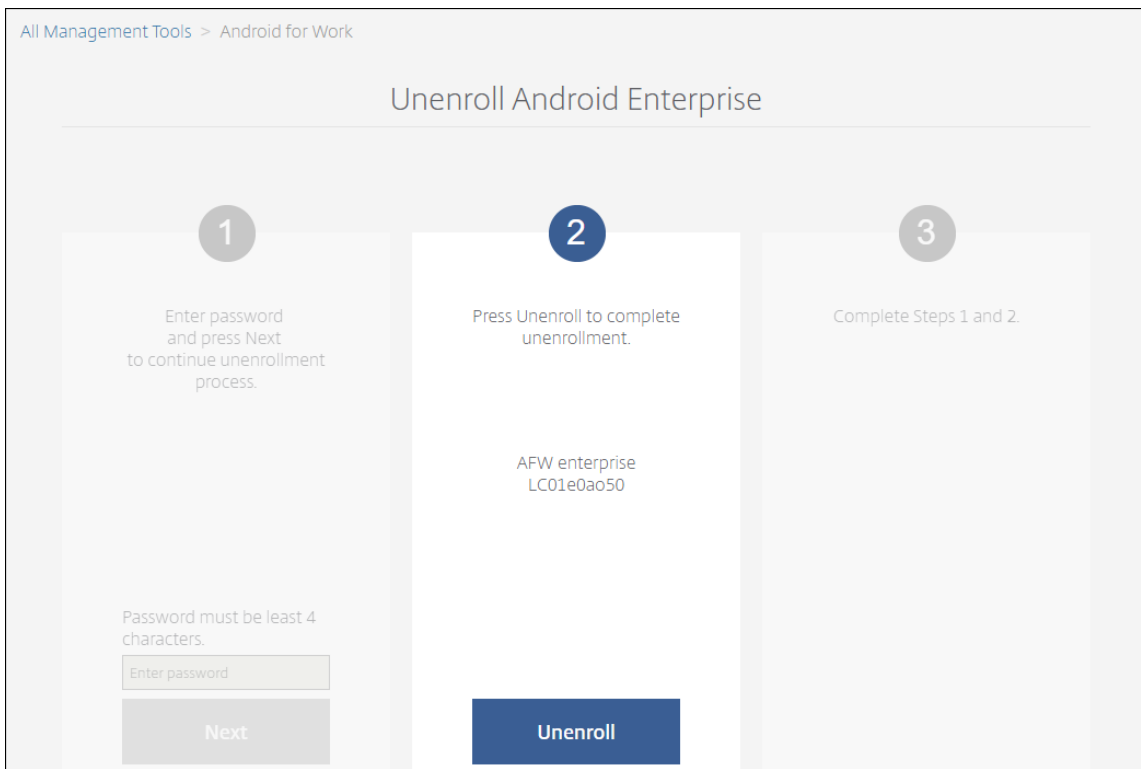 All Management Tools > Android for Work
Unenroll Android Enterprise
1
Enter password
and press Next
to continue unenrollment
process.
Password must be least 4
characters.
Enter password
Next
2
Press Unenroll to complete
unenrollment.
AFW enterprise
LC01e0ao50
Unenroll
3
Complete Steps 1 and 2.